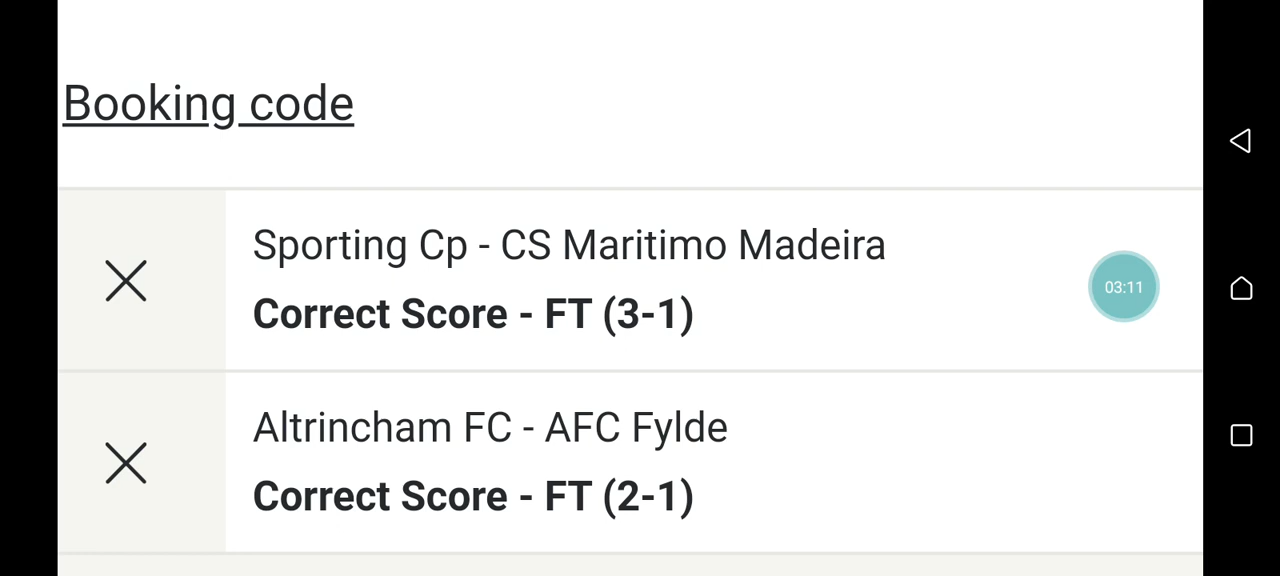 Booking code
Sporting Cp - CS Maritimo Madeira
03:11
Correct Score - FT (3-1)
Altrincham FC - AFC Fylde
Correct Score - FT (2-1)